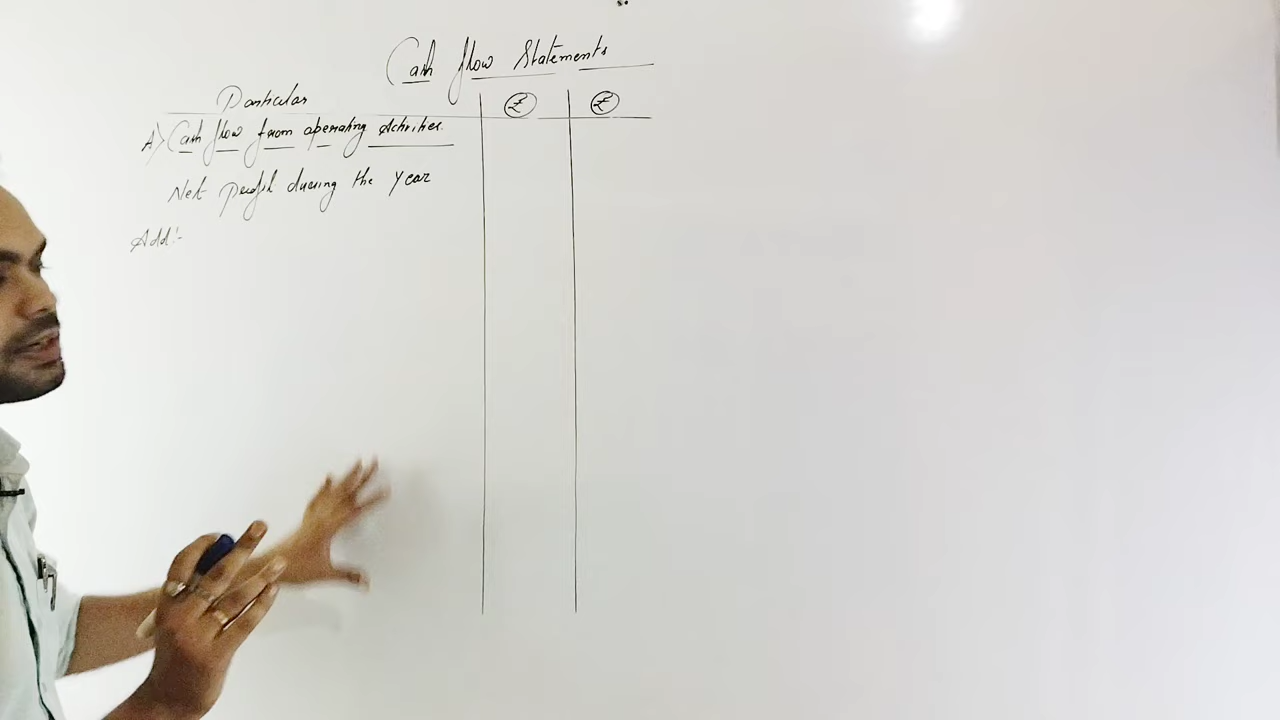 Cash flow Statements
Particular ₹ ₹
A) Cash flow from operating Activities.
Net profit during the year
Add:-